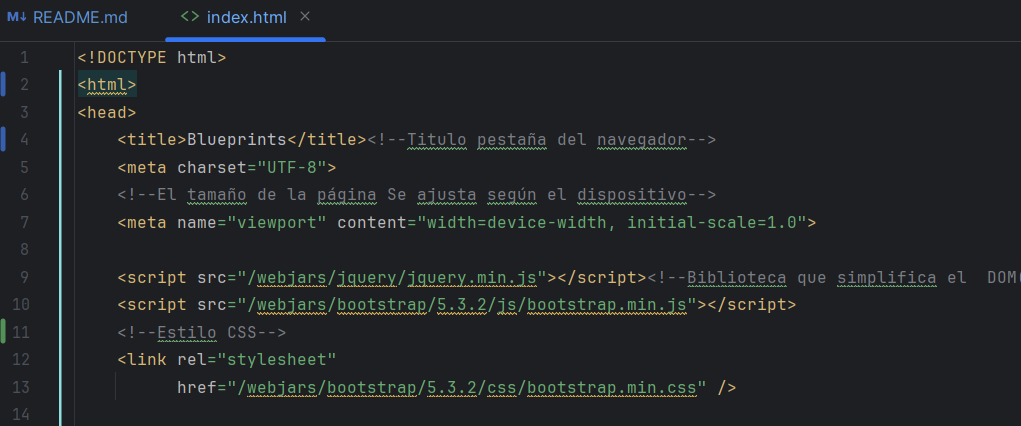 M↓ README.md <> index.html ×
1 <!DOCTYPE html>
2 <html>
3 <head>
4 <title>Blueprints</title><!--Titulo pestaña del navegador-->
5 <meta charset="UTF-8">
6 <!--El tamaño de la página Se ajusta según el dispositivo-->
7 <meta name="viewport" content="width=device-width, initial-scale=1.0">
8
9 <script src="/webjars/jquery/jquery.min.js"></script><!--Biblioteca que simplifica el  DOM(
10 <script src="/webjars/bootstrap/5.3.2/js/bootstrap.min.js"></script>
11 <!--Estilo CSS-->
12 <link rel="stylesheet"
13 href="/webjars/bootstrap/5.3.2/css/bootstrap.min.css" />
14